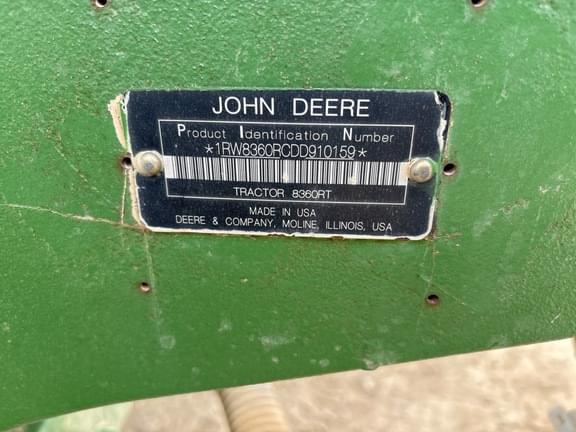 JOHN DEERE
Product Identification Number
*1RW8360RCDD910159*
TRACTOR 8360RT
MADE IN USA
DEERE & COMPANY, MOLINE, ILLINOIS, USA